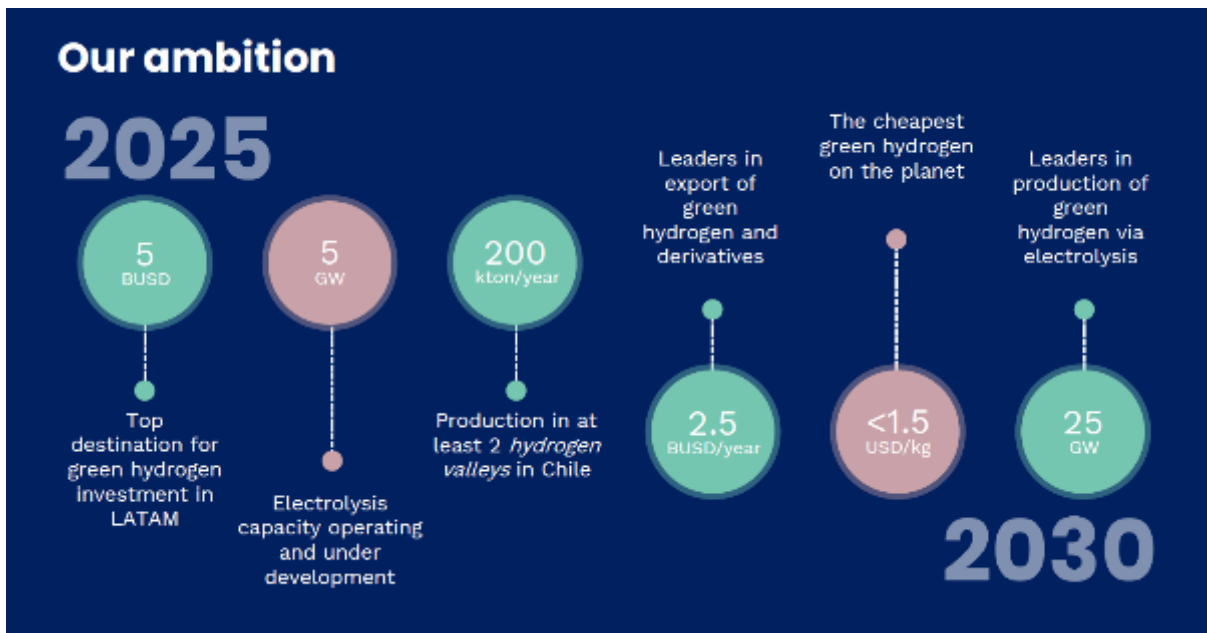 Our ambition
2025
5
BUSD
Top
destination for
green hydrogen
investment in
LATAM
5
GW
Electrolysis
capacity operating
and under
development
200
kton/year
Production in at
least 2 hydrogen
valleys in Chile
Leaders in
export of
green
hydrogen and
derivatives
2.5
BUSD/year
The cheapest
green hydrogen
on the planet
<1.5
USD/kg
Leaders in
production of
green
hydrogen via
electrolysis
25
GW
2030